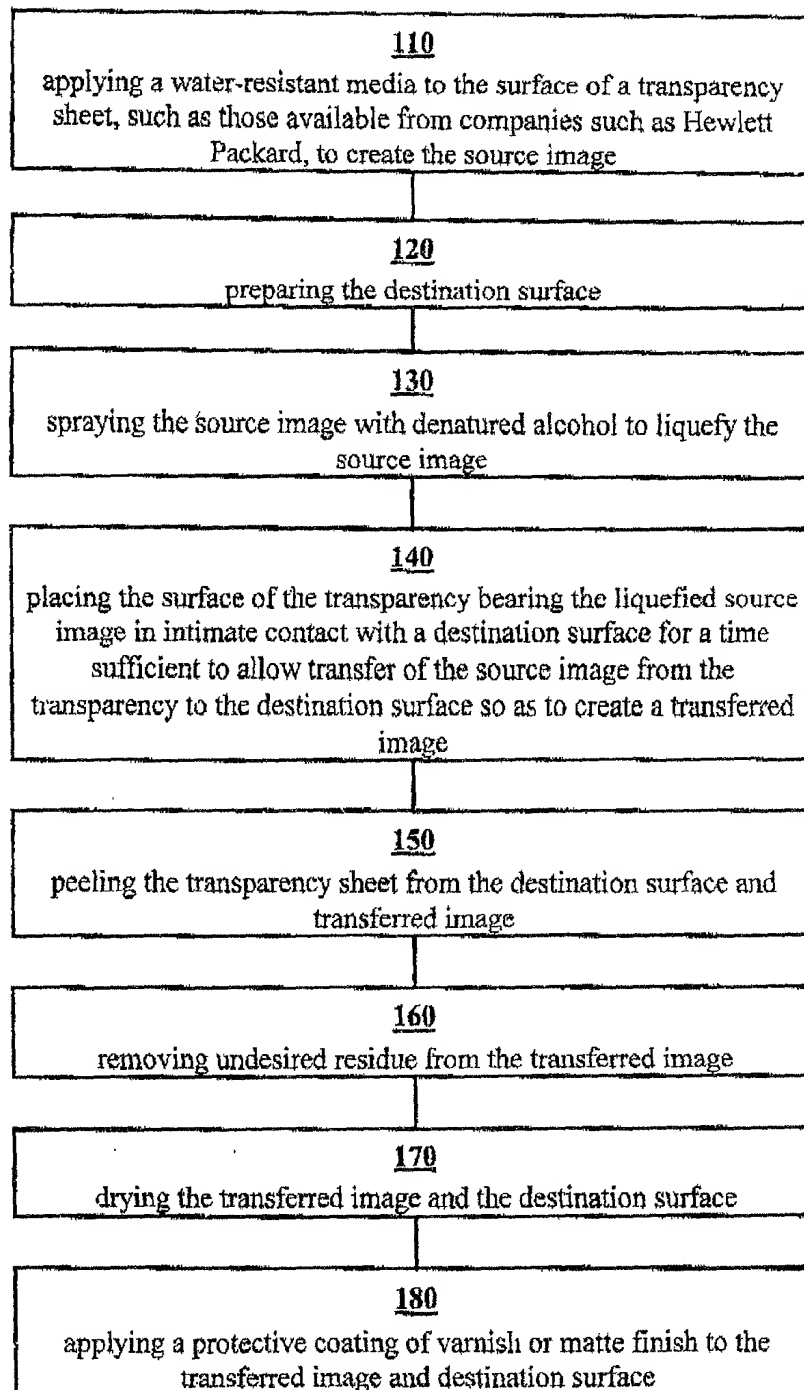 110
applying a water-resistant media to the surface of a transparency
sheet, such as those available from companies such as Hewlett
Packard, to create the source image
120
preparing the destination surface
130
spraying the source image with denatured alcohol to liquefy the
source image
140
placing the surface of the transparency bearing the liquefied source
image in intimate contact with a destination surface for a time
sufficient to allow transfer of the source image from the
transparency to the destination surface so as to create a transferred
image
150
peeling the transparency sheet from the destination surface and
transferred image
160
removing undesired residue from the transferred image
170
drying the transferred image and the destination surface
180
applying a protective coating of varnish or matte finish to the
transferred image and destination surface